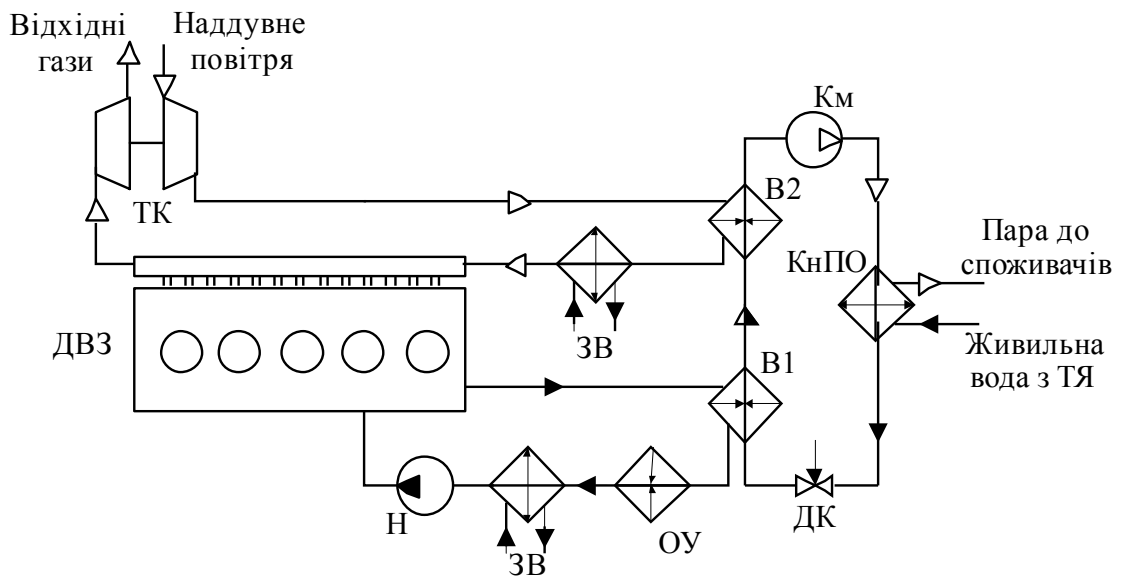 Відхідні
гази
Наддувне
повітря
Км
ТК
В2
Пара до
споживачів
КнПО
ДВЗ
ЗВ
В1
Живильна
вода з ТЯ
Н
ЗВ
ОУ
ДК